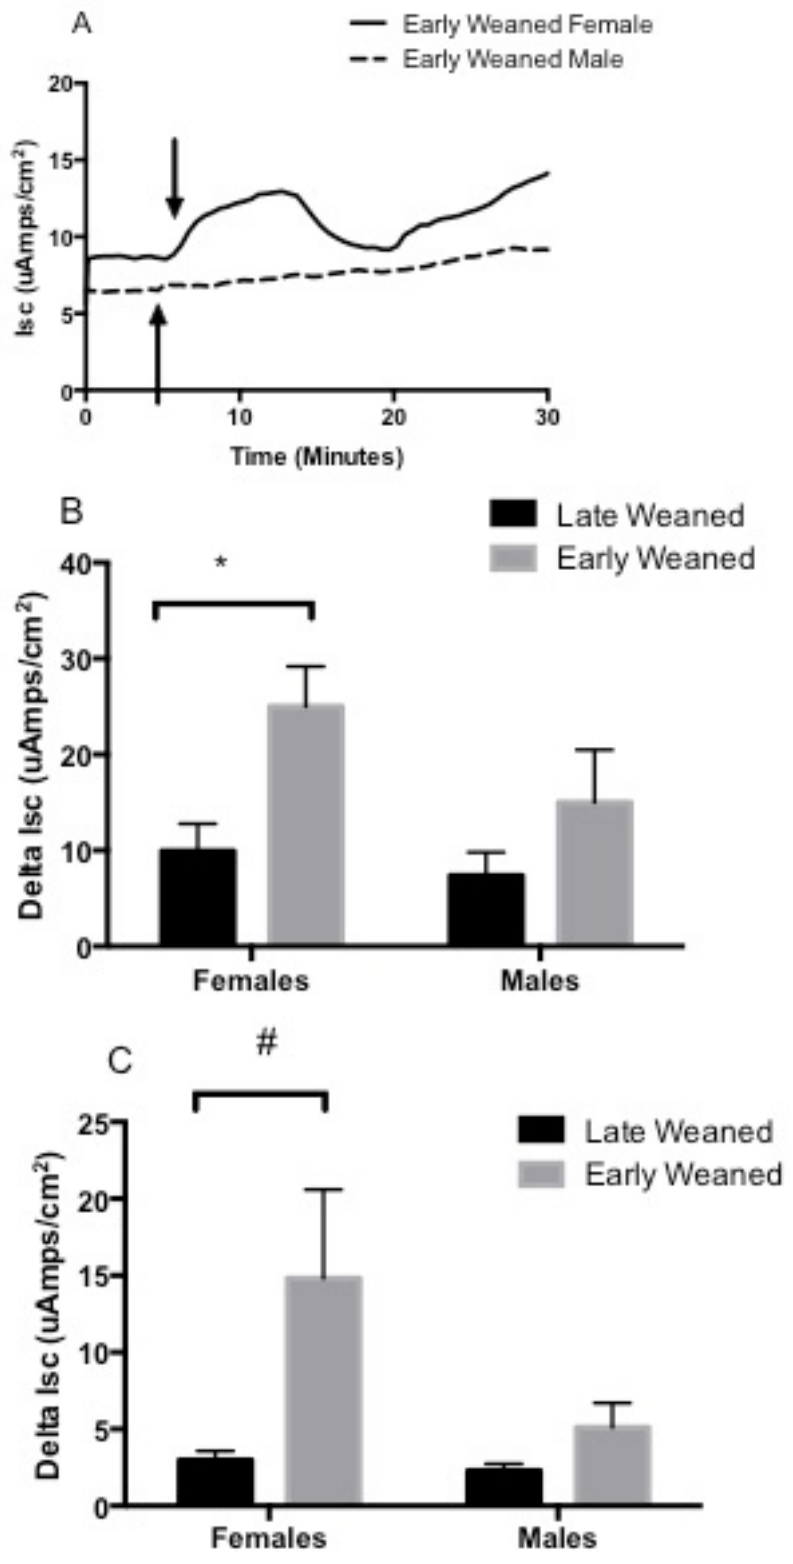 A
Early Weaned Female
Early Weaned Male
Isc (uAmps/cm²)
20
15
10
5
0
0 10 20 30
Time (Minutes)
B
Late Weaned
Early Weaned
*
Delta Isc (uAmps/cm²)
40
30
20
10
0
Females Males
C
#
Late Weaned
Early Weaned
Delta Isc (uAmps/cm²)
25
20
15
10
5
0
Females Males